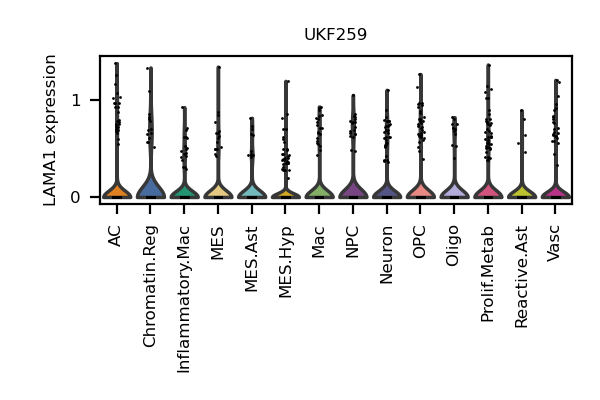 UKF259
LAMA1 expression
1
0
AC
Chromatin.Reg
Inflammatory.Mac
MES
MES.Ast
MES.Hyp
Mac
NPC
Neuron
OPC
Oligo
Prolif.Metab
Reactive.Ast
Vasc